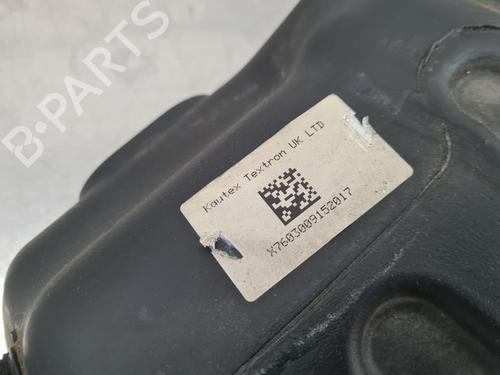 B-PARTS
Kautex Textron UK LTD
X7603009152017